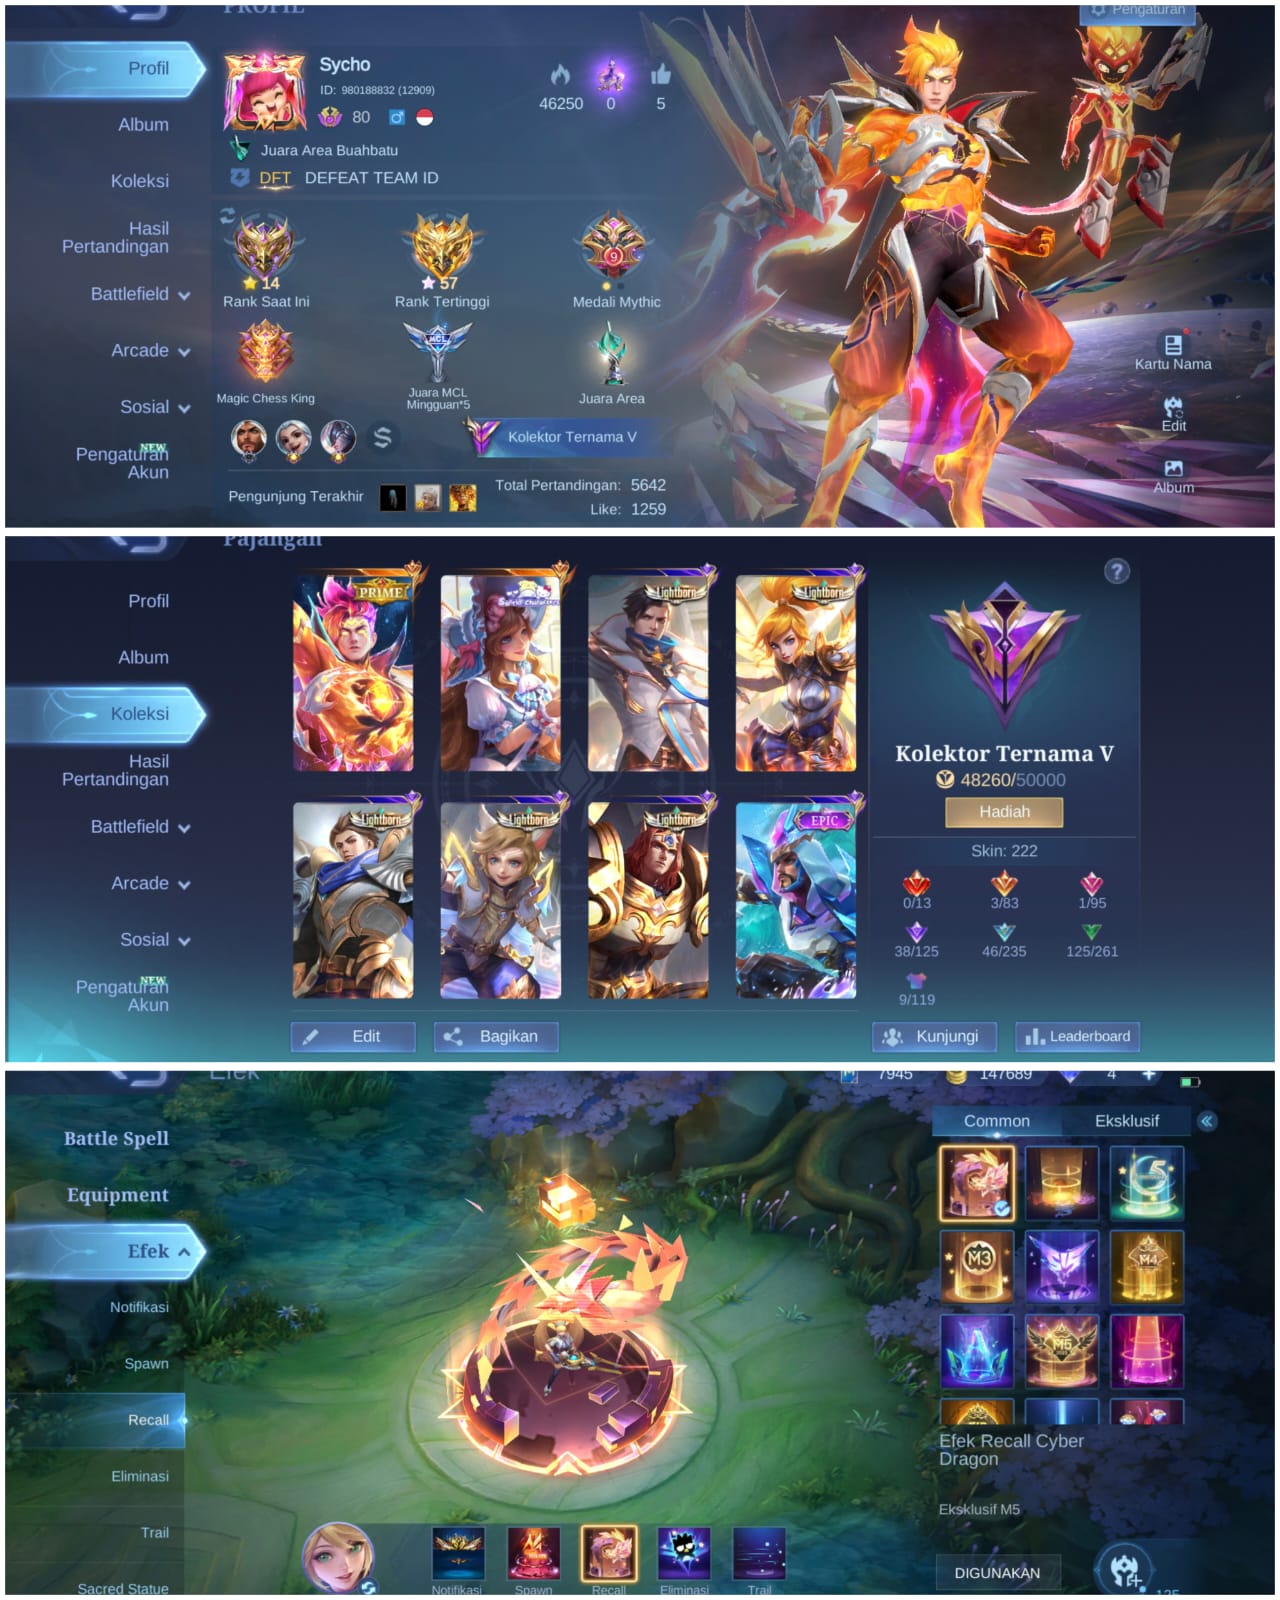 PROFIL
Pengaturan
Profil
Album
Koleksi
Hasil
Pertandingan
Battlefield
Arcade
Sosial
NEW
Pengaturan
Akun
Sycho
ID: 980188832 (12909)
80
Juara Area Buahbatu
DFT DEFEAT TEAM ID
46250 0 5
14
Rank Saat Ini
57
Rank Tertinggi
9
Medali Mythic
Magic Chess King
MCL
Juara MCL
Mingguan*5
Juara Area
Kolektor Ternama V
Pengunjung Terakhir
Total Pertandingan: 5642
Like: 1259
Kartu Nama
Edit
Album
Pajangan
Profil
Album
Koleksi
Hasil
Pertandingan
Battlefield
Arcade
Sosial
NEW
Pengaturan
Akun
PRIME
Sanrio Characters
Lightborn
Lightborn
Lightborn
Lightborn
Lightborn
EPIC
Edit
Bagikan
?
Kolektor Ternama V
48260/50000
Hadiah
Skin: 222
0/13 3/83 1/95
38/125 46/235 125/261
9/119
Kunjungi
Leaderboard
Efek
7945 147689 4 +
Battle Spell
Equipment
Efek
Notifikasi
Spawn
Recall
Eliminasi
Trail
Sacred Statue
Common Eksklusif
5
M3
515
M4
M5
Efek Recall Cyber
Dragon
Eksklusif M5
DIGUNAKAN
125
Notifikasi Spawn Recall Eliminasi Trail